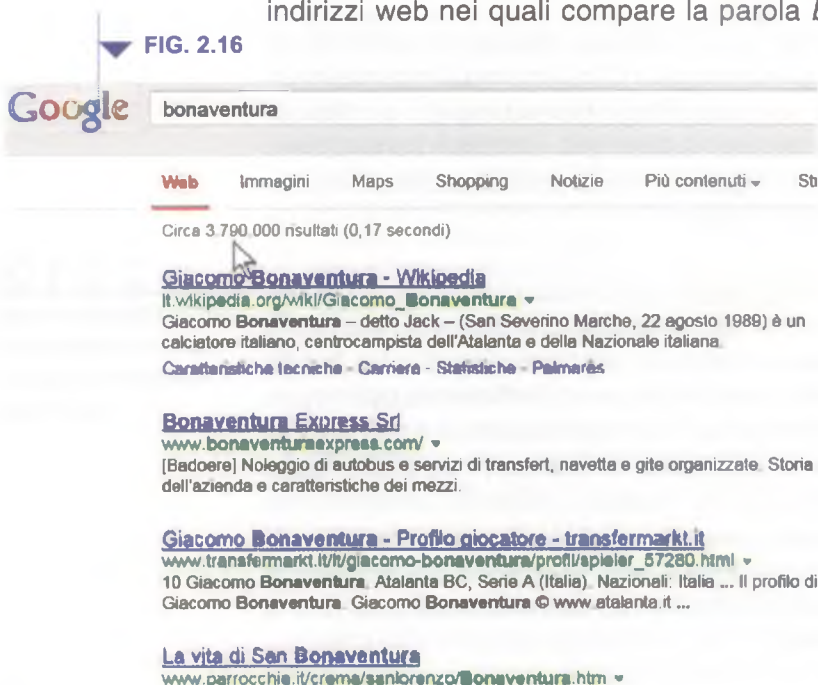 indirizzi web nei quali compare la parola
FIG. 2.16
Google bonaventura
Web Immagini Maps Shopping Notizie Più contenuti
Circa 3.790.000 risultati (0,17 secondi)
Giacomo Bonaventura - Wikipedia
it.wikipedia.org/wiki/Giacomo_Bonaventura
Giacomo Bonaventura – detto Jack – (San Severino Marche, 22 agosto 1989) è un
calciatore italiano, centrocampista dell'Atalanta e della Nazionale italiana.
Caratteristiche tecniche - Carriera - Statistiche - Palmarès
Bonaventura Express Srl
www.bonaventuraexpress.com/
[Badoere] Noleggio di autobus e servizi di transfert, navetta e gite organizzate. Storia
dell'azienda e caratteristiche dei mezzi.
Giacomo Bonaventura - Profilo giocatore - transfermarkt.it
www.transfermarkt.it/it/giacomo-bonaventura/profil/spieler_57280.html
10 Giacomo Bonaventura. Atalanta BC, Serie A (Italia). Nazionali: Italia ... Il profilo di
Giacomo Bonaventura. Giacomo Bonaventura © www.atalanta.it ...
La vita di San Bonaventura
www.parrocchie.it/crema/sanlorenzo/Bonaventura.htm